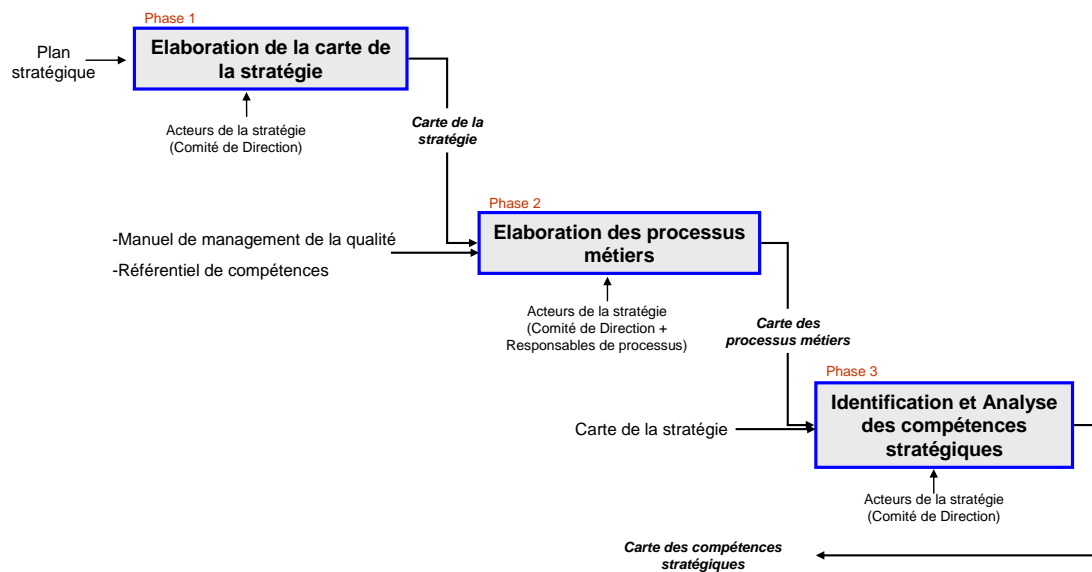 Phase 1
Elaboration de la carte de
la stratégie
Plan
stratégique
Acteurs de la stratégie
(Comité de Direction)
Carte de la
stratégie
Phase 2
Elaboration des processus
métiers
-Manuel de management de la qualité
-Référentiel de compétences
Acteurs de la stratégie
(Comité de Direction +
Responsables de processus)
Carte des
processus métiers
Phase 3
Identification et Analyse
des compétences
stratégiques
Carte de la stratégie
Acteurs de la stratégie
(Comité de Direction)
Carte des compétences
stratégiques